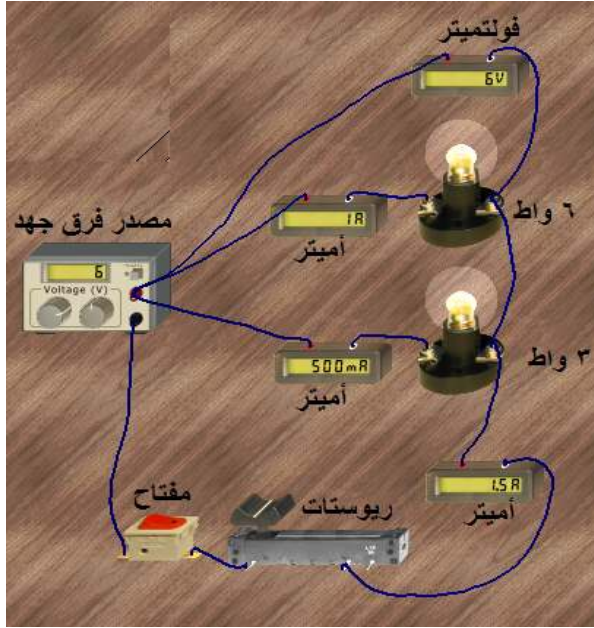 فولتميتر
6V
٦ واط
1A
أميتر
مصدر فرق جهد
6
Voltage (V)
٣ واط
500mA
أميتر
1.5A
أميتر
مفتاح
ريوستات